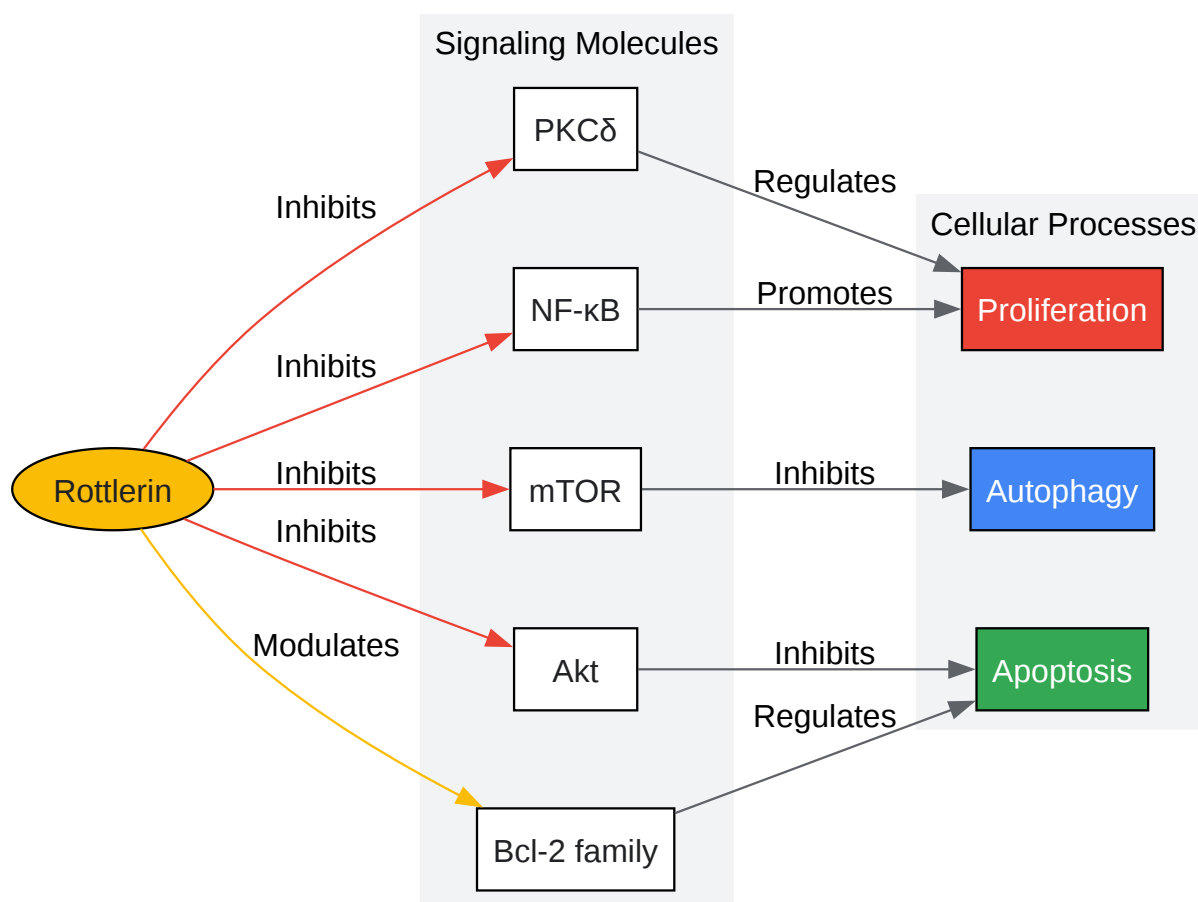 Signaling Molecules
PKCδ
Regulates
Inhibits
Cellular Processes
NF-κB
Promotes
Proliferation
Inhibits
Rottlerin
Inhibits
mTOR
Inhibits
Autophagy
Inhibits
Modulates
Akt
Inhibits
Apoptosis
Regulates
Bcl-2 family